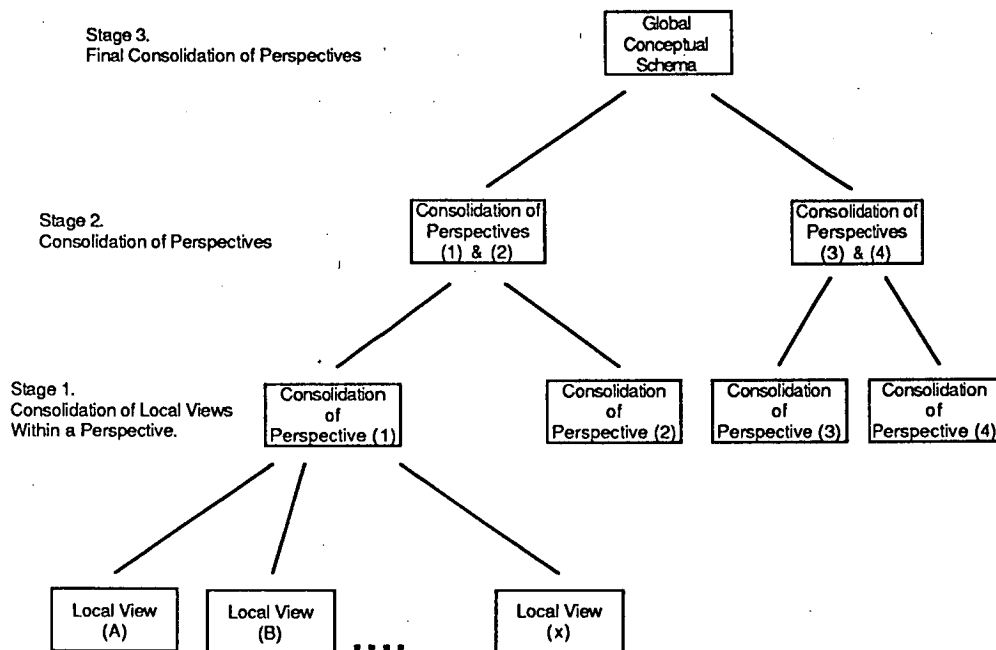 Stage 3.
Final Consolidation of Perspectives
Global
Conceptual
Schema
Stage 2.
Consolidation of Perspectives
Consolidation of
Perspectives
(1) & (2)
Consolidation of
Perspectives
(3) & (4)
Stage 1.
Consolidation of Local Views
Within a Perspective.
Consolidation
of
Perspective (1)
Consolidation
of
Perspective (2)
Consolidation
of
Perspective (3)
Consolidation
of
Perspective (4)
Local View
(A)
Local View
(B)
....
Local View
(x)